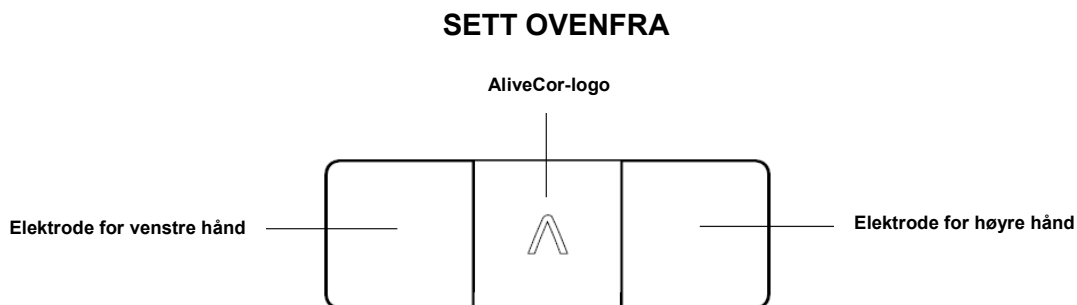 SETT OVENFRA
AliveCor-logo
Elektrode for venstre hånd
Elektrode for høyre hånd